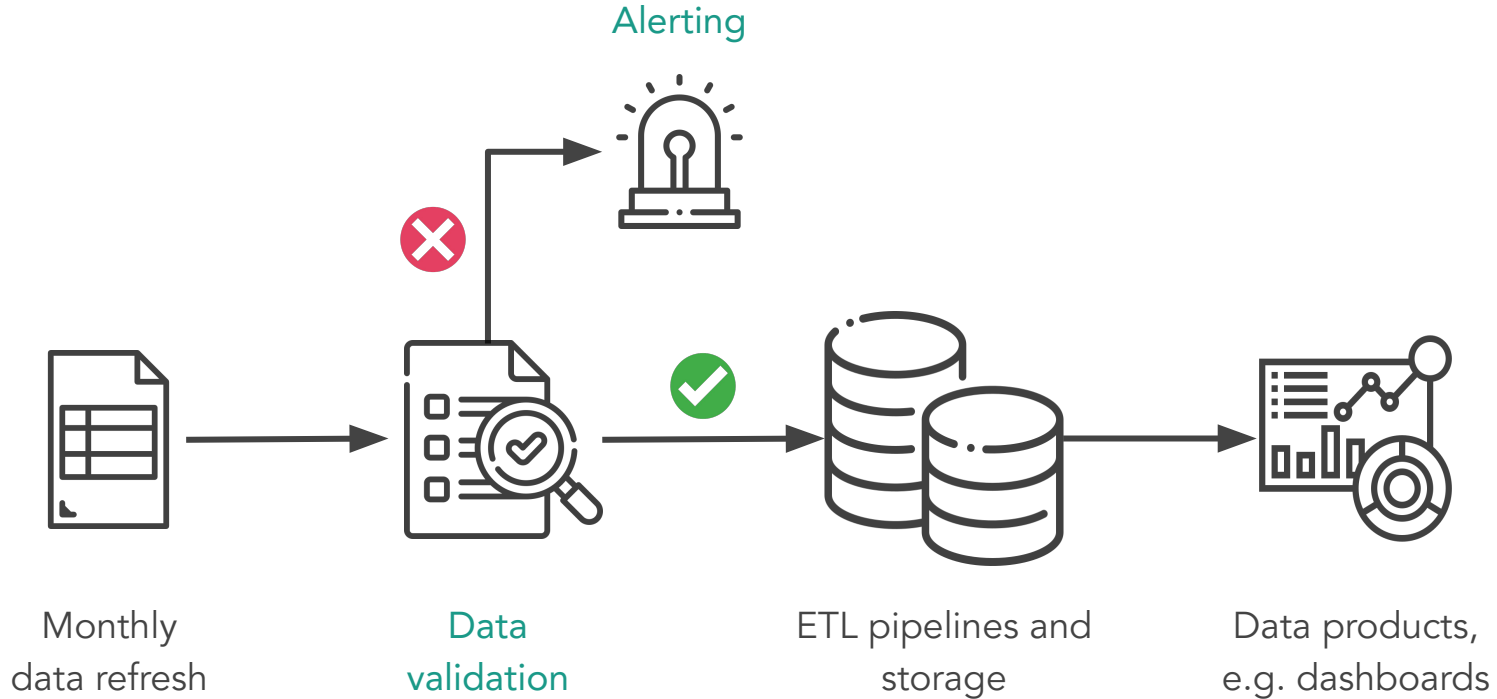 Alerting
Monthly
data refresh
Data
validation
ETL pipelines and
storage
Data products,
e.g. dashboards